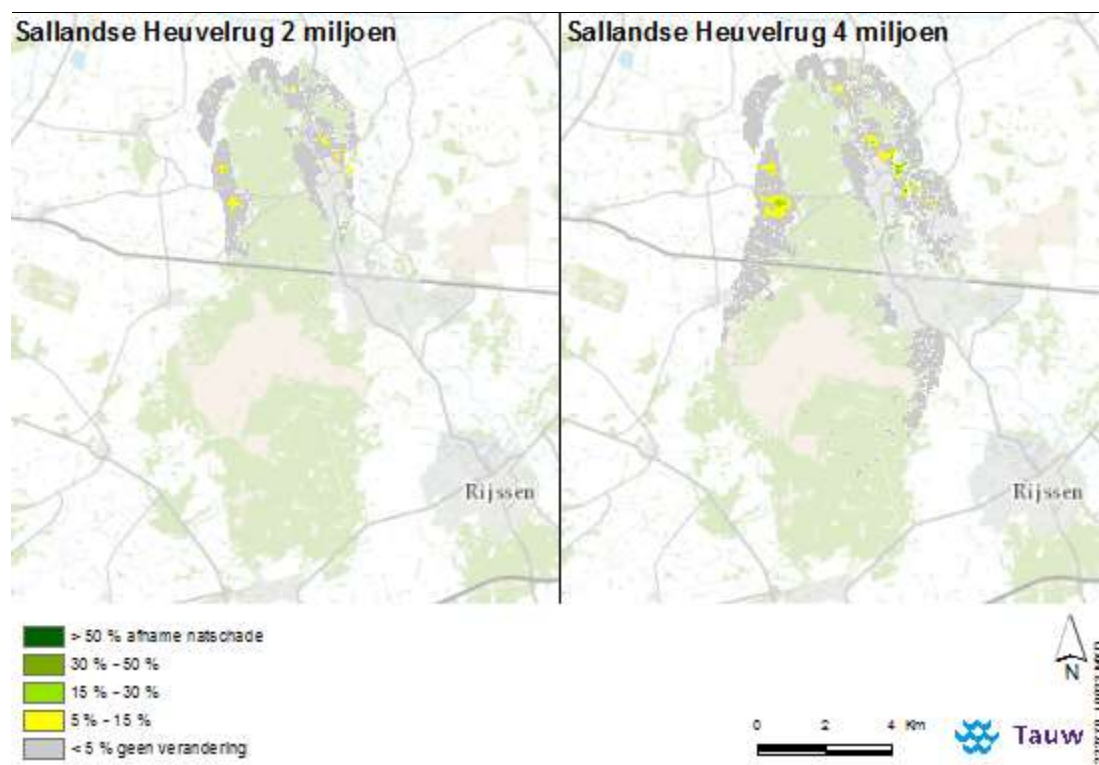 Sallandse Heuvelrug 2 miljoen
Sallandse Heuvelrug 4 miljoen
Rijssen
Rijssen
> 50 % afname natschade
30 % - 50 %
15 % - 30 %
5 % - 15 %
< 5 % geen verandering
N
0 2 4 Km
Tauw